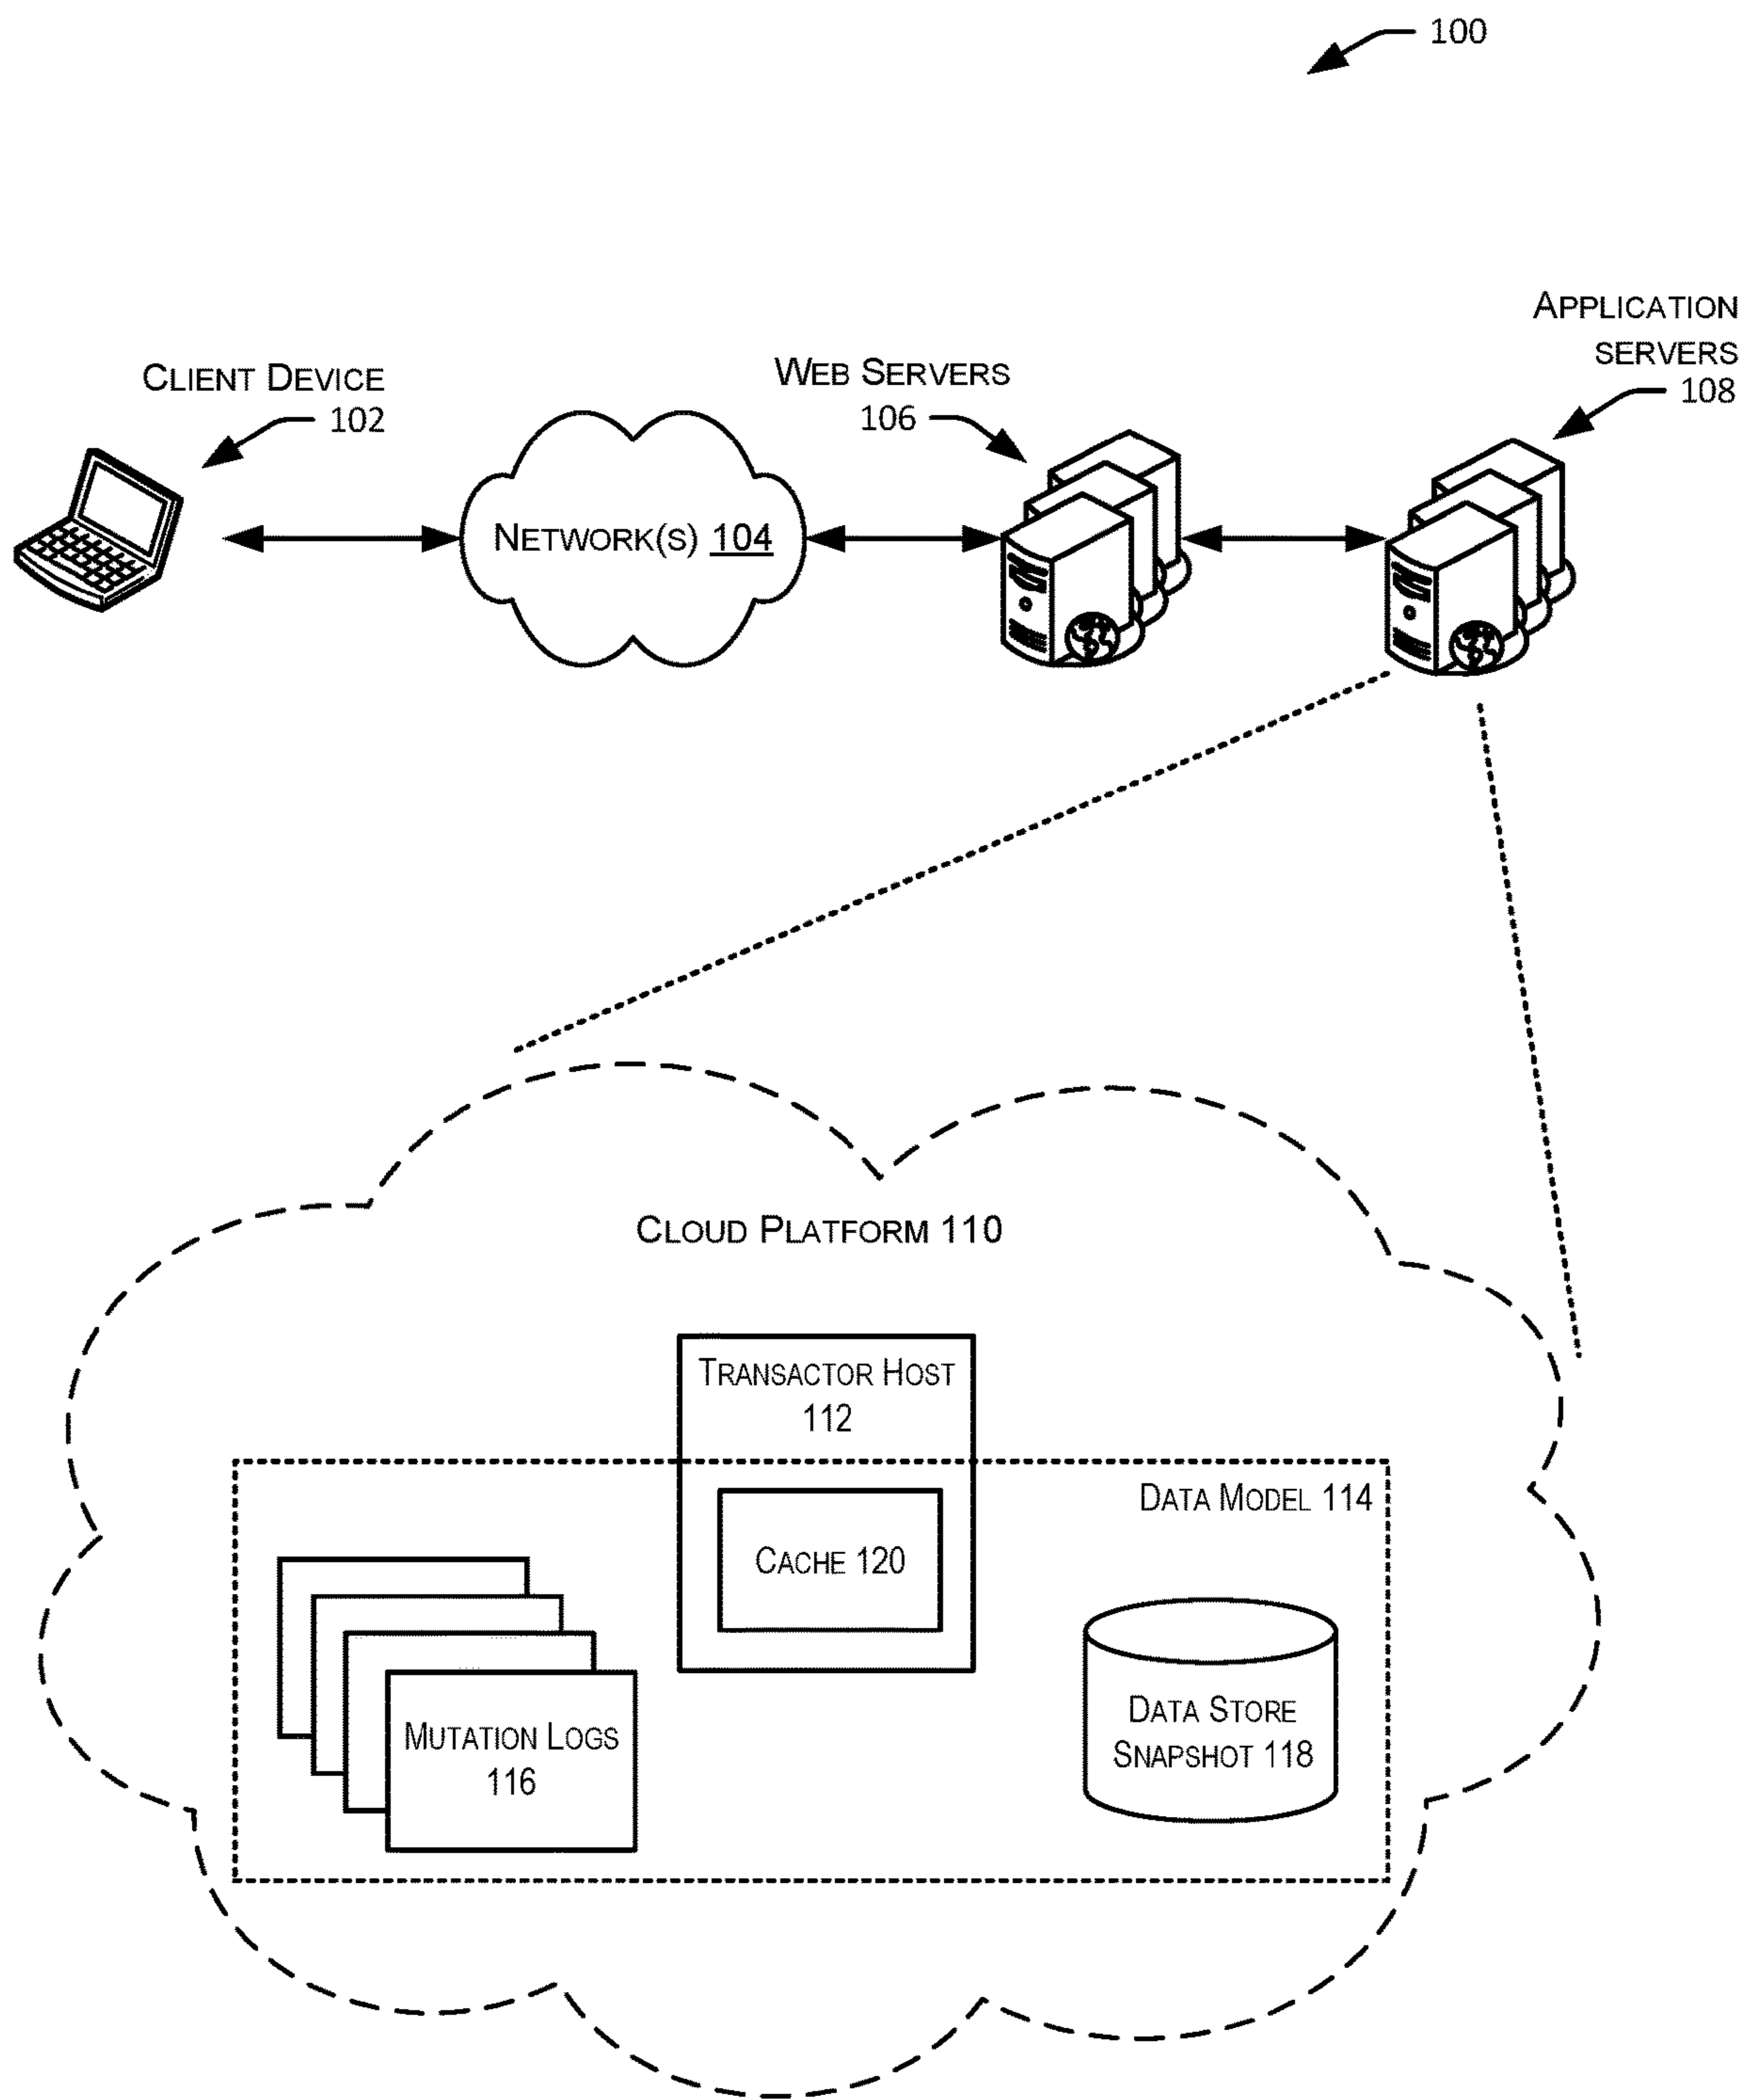 100
APPLICATION
SERVERS
108
CLIENT DEVICE
102
WEB SERVERS
106
NETWORK(S) 104
CLOUD PLATFORM 110
TRANSACTOR HOST
112
DATA MODEL 114
CACHE 120
MUTATION LOGS
116
DATA STORE
SNAPSHOT 118